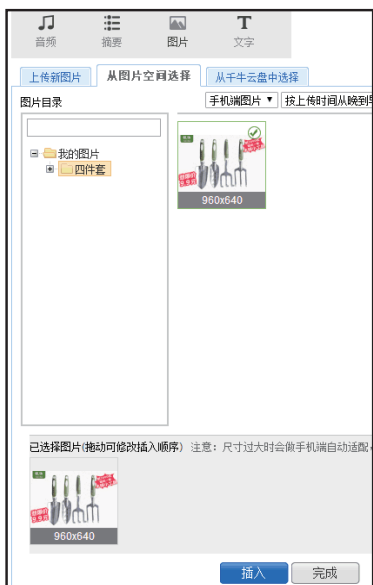 音频 摘要 图片 T 文字
上传新图片 从图片空间选择 从千牛云盘中选择
图片目录 手机端图片 按上传时间从晚到
我的图片
四件套
960x640
已选择图片(拖动可修改插入顺序) 注意：尺寸过大时会做手机端自动适配
960x640
插入 完成